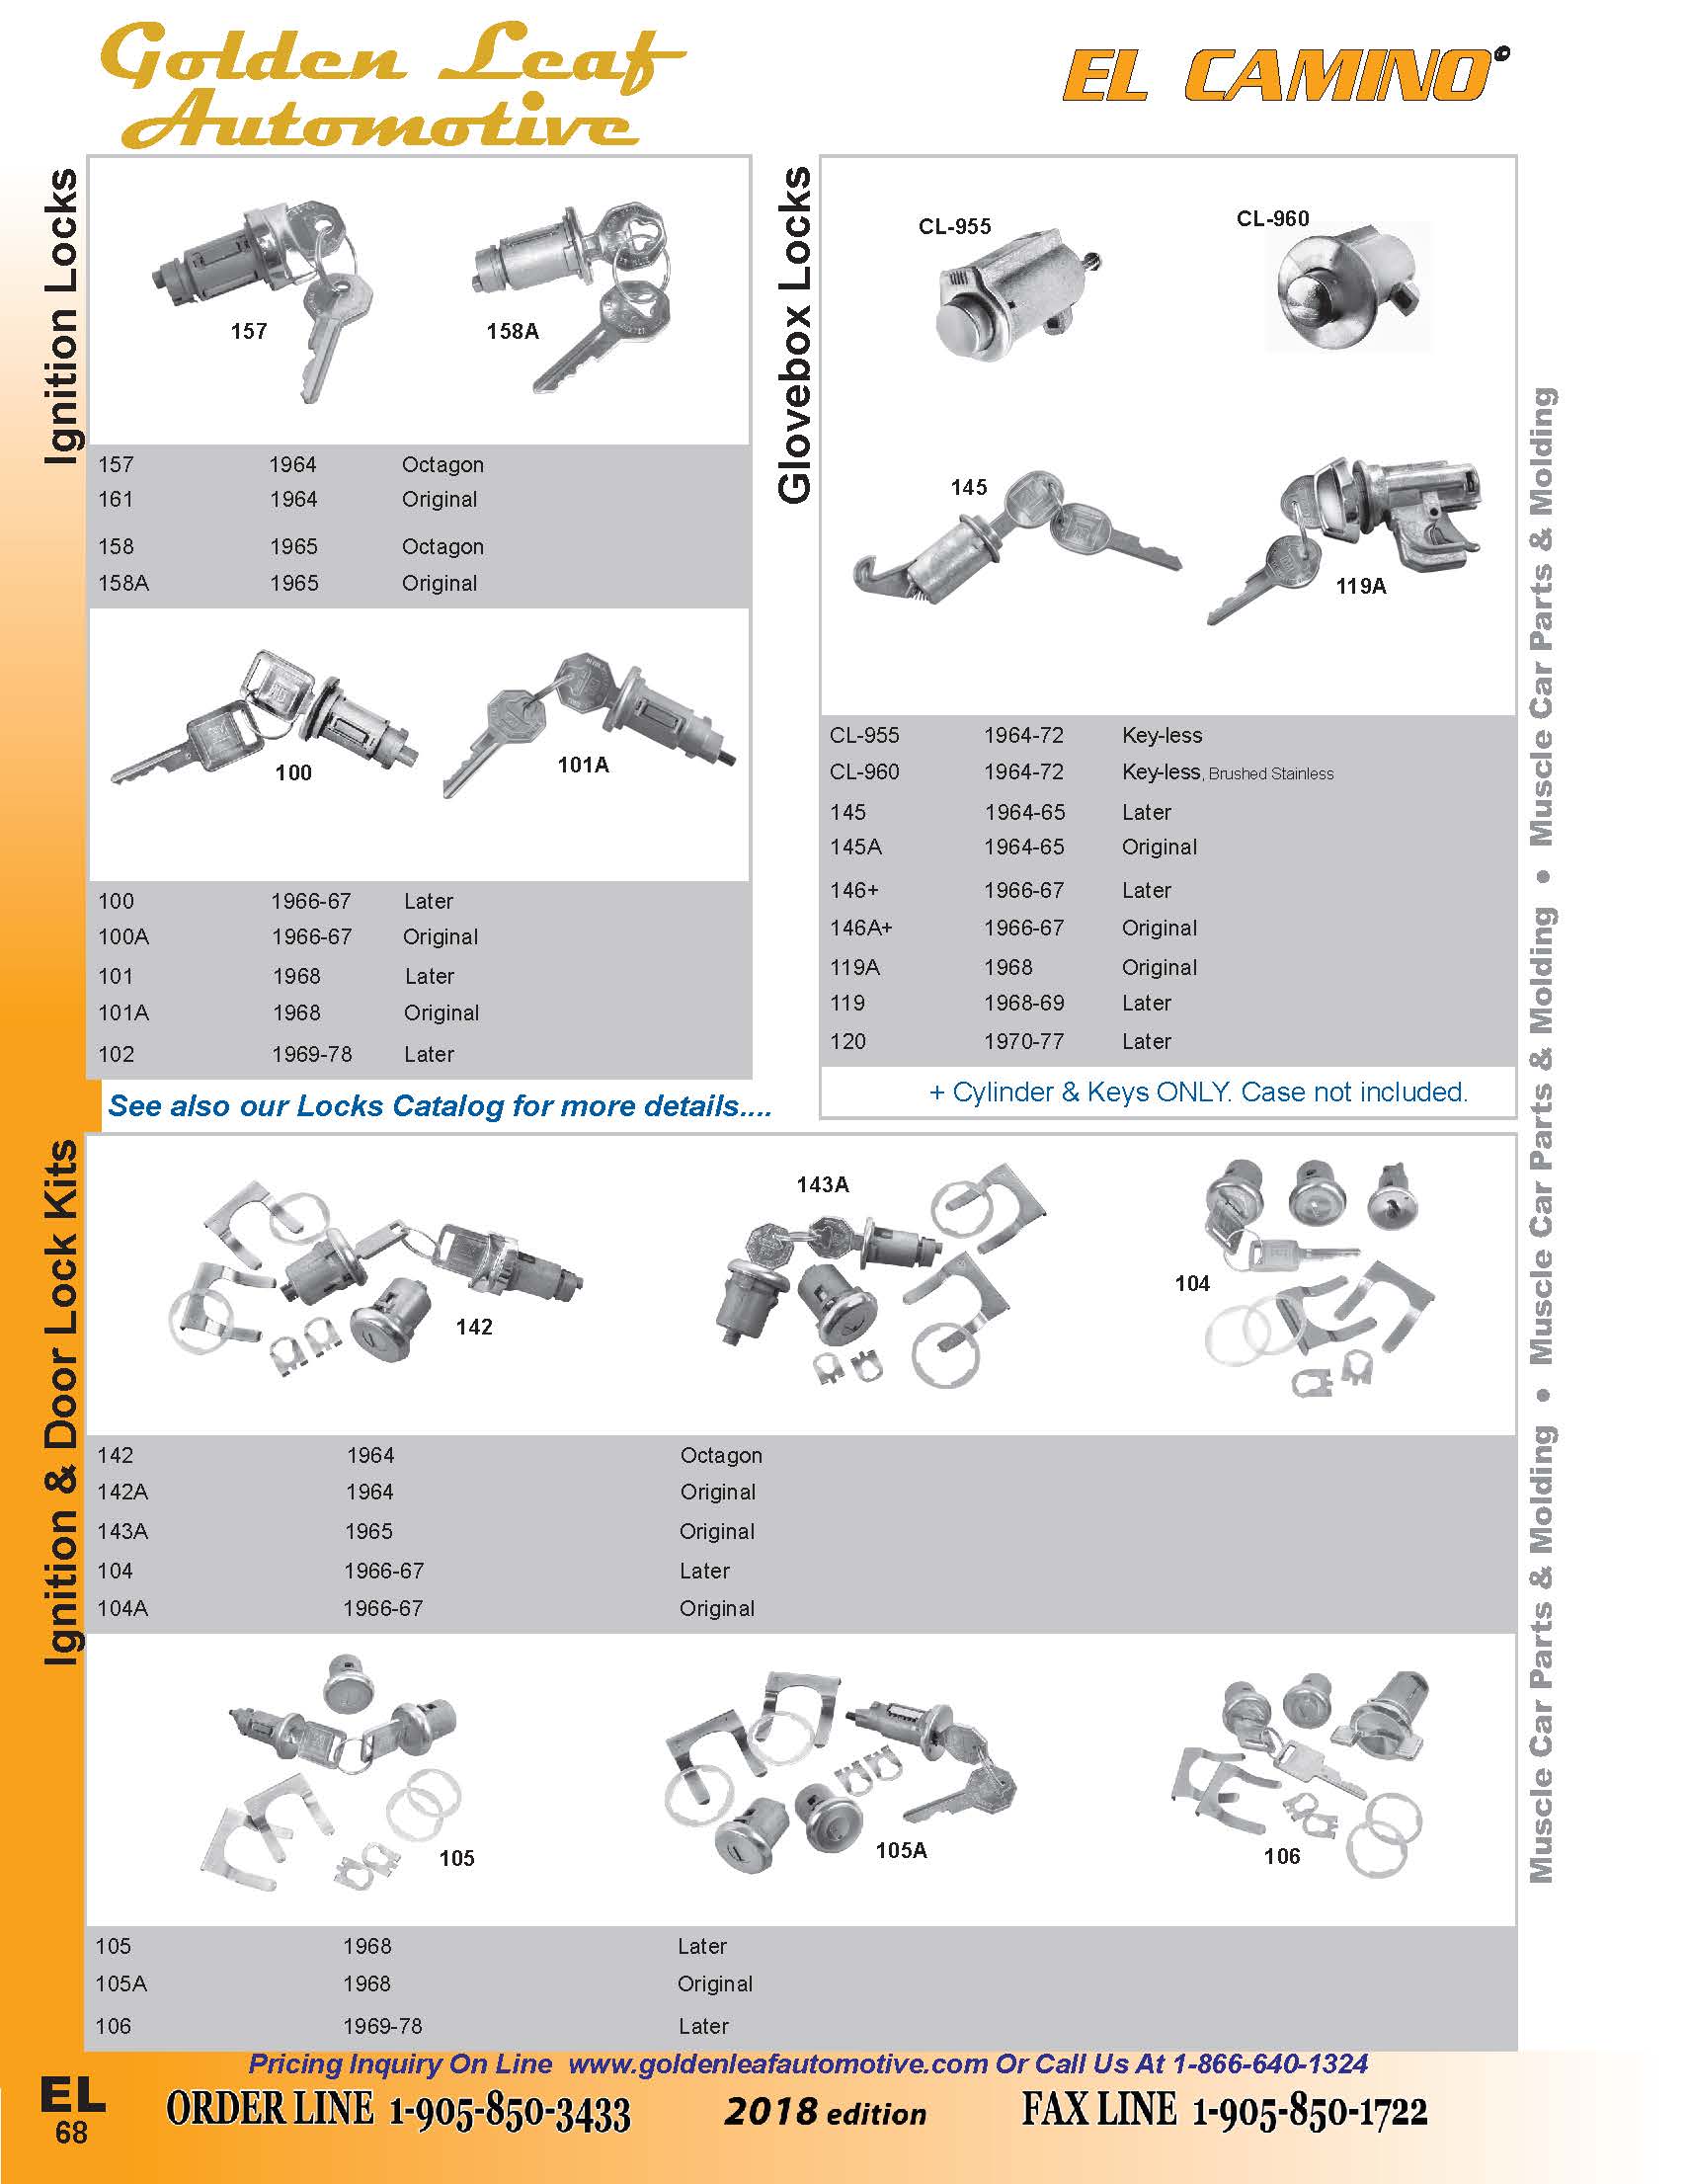 Golden Leaf
Automotive
EL CAMINO
Ignition Locks
157
158A
157 1964 Octagon
161 1964 Original
158 1965 Octagon
158A 1965 Original
100
101A
100 1966-67 Later
100A 1966-67 Original
101 1968 Later
101A 1968 Original
102 1969-78 Later
See also our Locks Catalog for more details....
Glovebox Locks
CL-955
CL-960
145
119A
CL-955 1964-72 Key-less
CL-960 1964-72 Key-less, Brushed Stainless
145 1964-65 Later
145A 1964-65 Original
146+ 1966-67 Later
146A+ 1966-67 Original
119A 1968 Original
119 1968-69 Later
120 1970-77 Later
+ Cylinder & Keys ONLY. Case not included.
Ignition & Door Lock Kits
142
143A
104
142 1964 Octagon
142A 1964 Original
143A 1965 Original
104 1966-67 Later
104A 1966-67 Original
105
105A
106
105 1968 Later
105A 1968 Original
106 1969-78 Later
Muscle Car Parts & Molding • Muscle Car Parts & Molding • Muscle Car Parts & Molding
Pricing Inquiry On Line www.goldenleafautomotive.com Or Call Us At 1-866-640-1324
EL
68
ORDER LINE 1-905-850-3433 2018 edition FAX LINE 1-905-850-1722